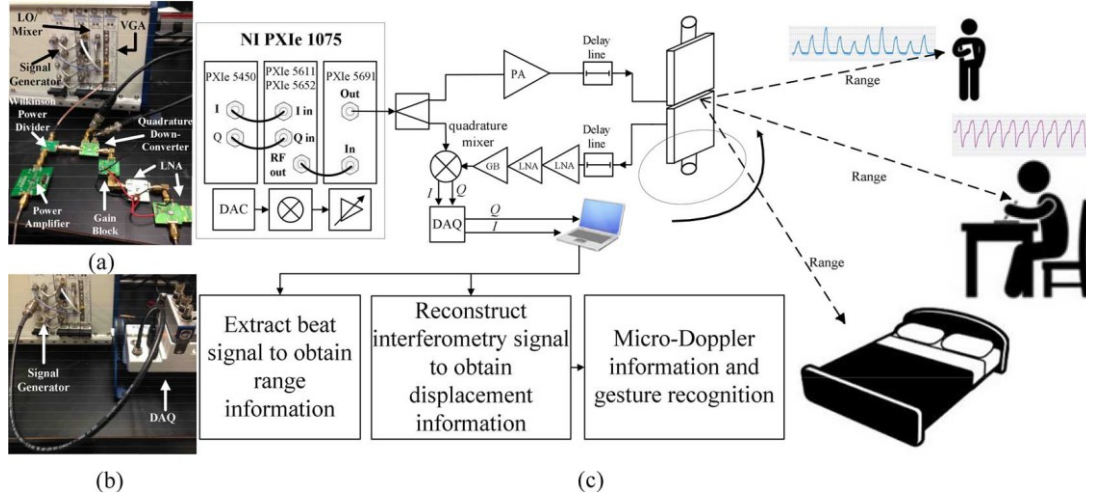 LO/
Mixer
VGA
Signal
Generator
Wilkinson
Power
Divider
Quadrature
Down-
Converter
LNA
Power
Amplifier
Gain
Block
(a)
Signal
Generator
DAQ
(b)
NI PXIe 1075
PXIe 5450
PXIe 5611
PXIe 5652
PXIe 5691
I
I in
Out
Q
Q in
RF
out
In
DAC
PA
Delay
line
quadrature
mixer
Delay
line
GB
LNA
LNA
I
Q
DAQ
Q
I
Range
Range
Range
Extract beat
signal to obtain
range
information
Reconstruct
interferometry signal
to obtain
displacement
information
Micro-Doppler
information and
gesture recognition
(c)